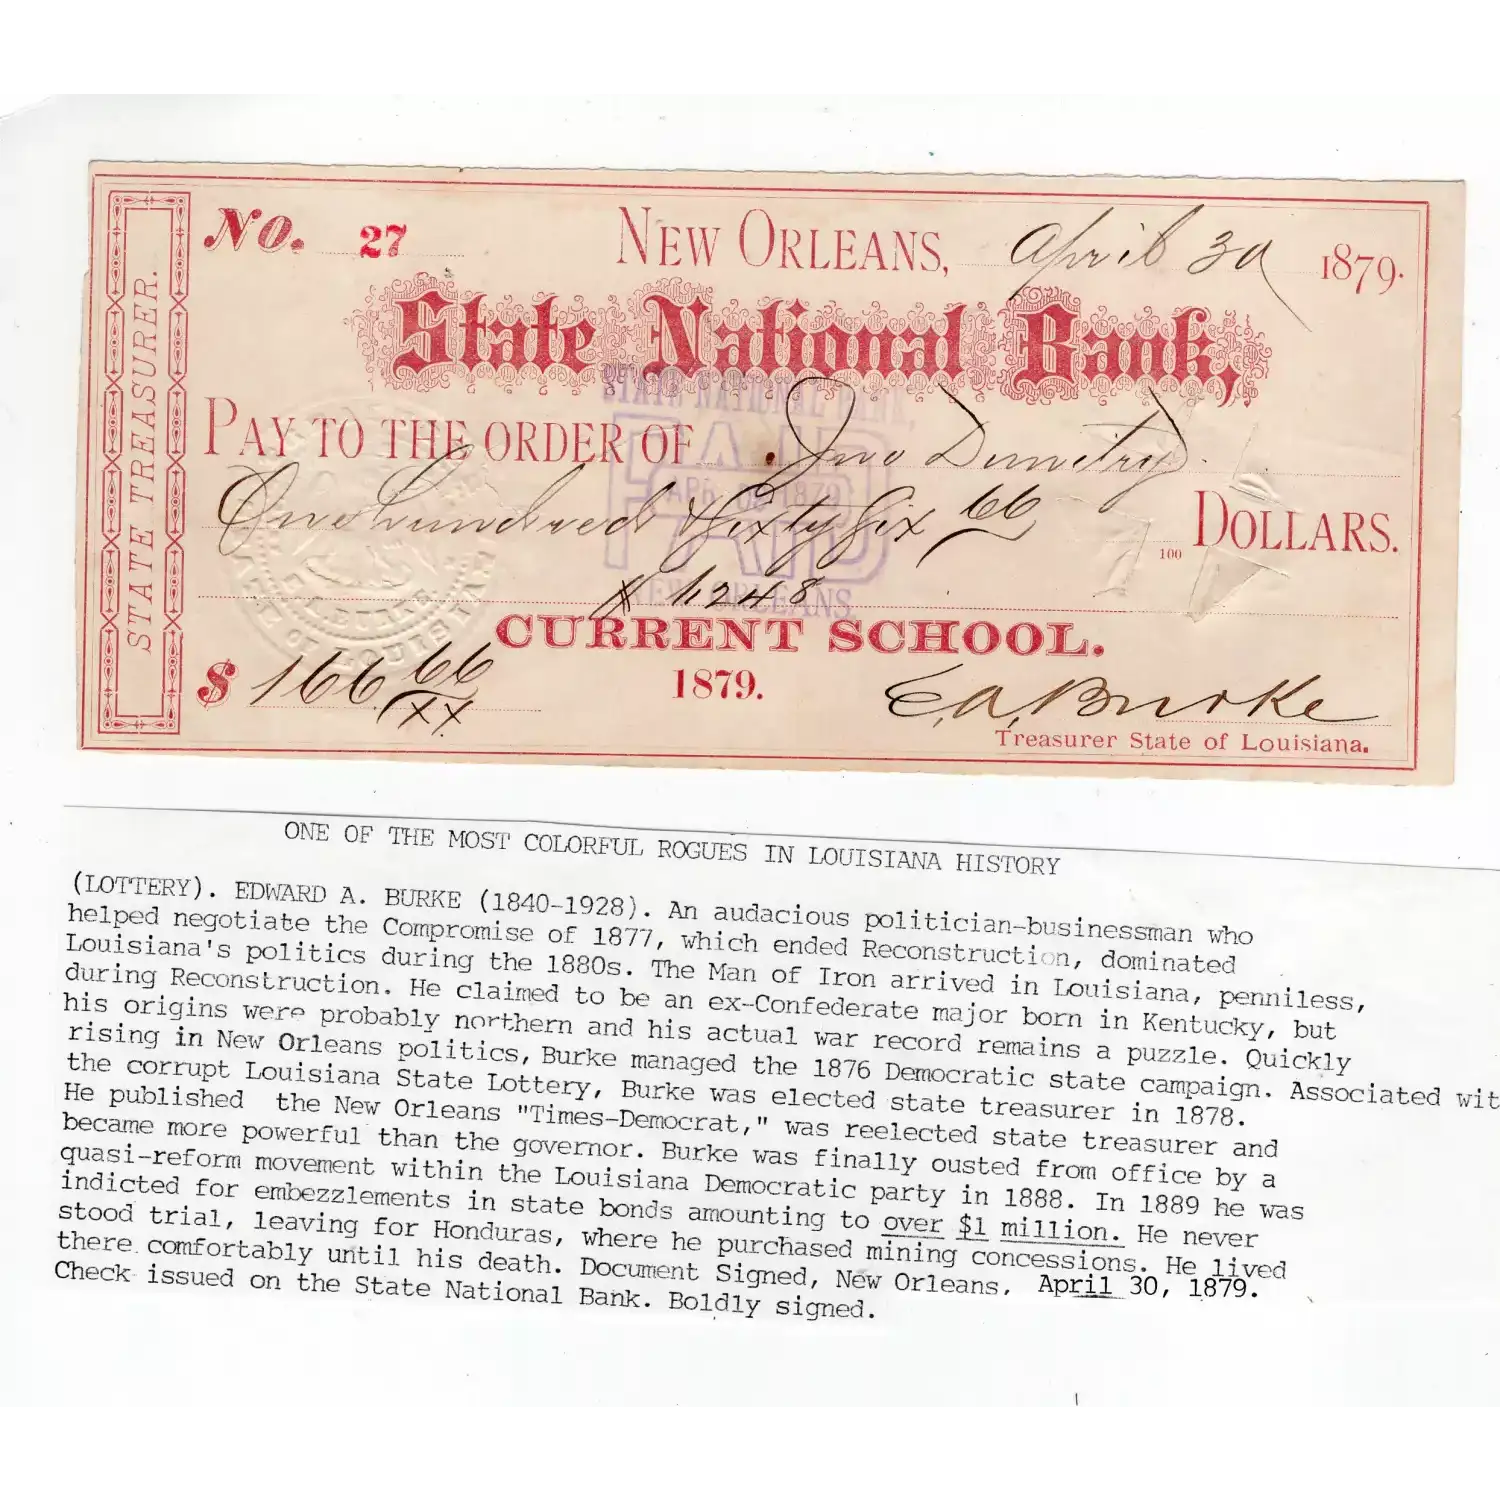 STATE TREASURER.
STATE TREASURER.
No. 27 NEW ORLEANS, April 30 1879.
State National Bank,
STATE NATIONAL BANK,
PAY TO THE ORDER OF Jno Dimitry
PAID
One hundred & Sixty Six 66 100 DOLLARS.
PAID
NEW ORLEANS.
STATE OF LOUISIANA
CURRENT SCHOOL.
$ 166 66/XX 1879. E. A. Burke
Treasurer State of Louisiana.
ONE OF THE MOST COLORFUL ROGUES IN LOUISIANA HISTORY
(LOTTERY). EDWARD A. BURKE (1840-1928). An audacious politician-businessman who
helped negotiate the Compromise of 1877, which ended Reconstruction, dominated
Louisiana's politics during the 1880s. The Man of Iron arrived in Louisiana, penniless,
during Reconstruction. He claimed to be an ex-Confederate major born in Kentucky, but
his origins were probably northern and his actual war record remains a puzzle. Quickly
rising in New Orleans politics, Burke managed the 1876 Democratic state campaign. Associated wit
the corrupt Louisiana State Lottery, Burke was elected state treasurer in 1878.
He published the New Orleans "Times-Democrat," was reelected state treasurer and
became more powerful than the governor. Burke was finally ousted from office by a
quasi-reform movement within the Louisiana Democratic party in 1888. In 1889 he was
indicted for embezzlements in state bonds amounting to over $1 million. He never
stood trial, leaving for Honduras, where he purchased mining concessions. He lived
there comfortably until his death. Document Signed, New Orleans, April 30, 1879.
Check issued on the State National Bank. Boldly signed.